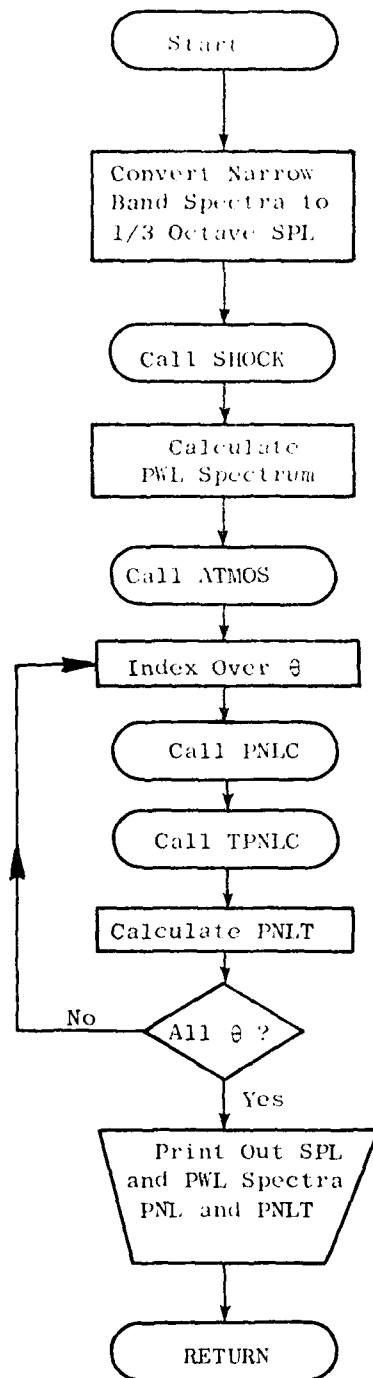 Start
Convert Narrow
Band Spectra to
1/3 Octave SPL
Call SHOCK
Calculate
PWL Spectrum
Call ATMOS
Index Over θ
Call PNLC
Call TPNLC
Calculate PNLT
No
All θ ?
Yes
Print Out SPL
and PWL Spectra
PNL and PNLT
RETURN